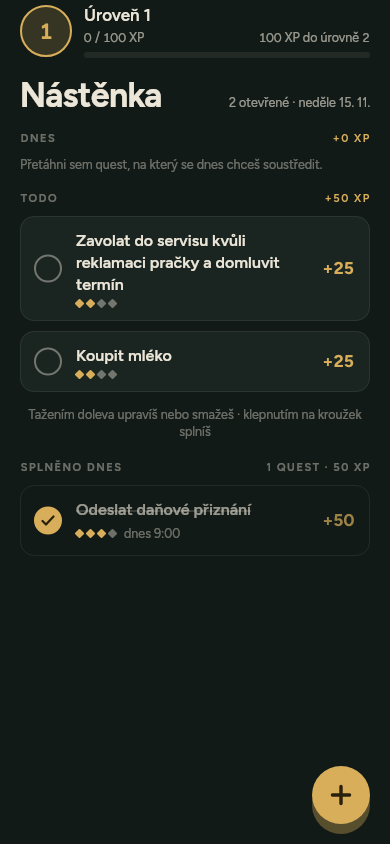 1
Úroveň 1
0 / 100 XP
100 XP do úrovně 2
Nástěnka
2 otevřené · neděle 15. 11.
DNES
+0 XP
Přetáhni sem quest, na který se dnes chceš soustředit.
TODO
+50 XP
Zavolat do servisu kvůli
reklamaci pračky a domluvit
termín
+25
Koupit mléko
+25
Tažením doleva upravíš nebo smažeš · klepnutím na kroužek
splníš
SPLNĚNO DNES
1 QUEST · 50 XP
Odeslat daňové přiznání
dnes 9:00
+50